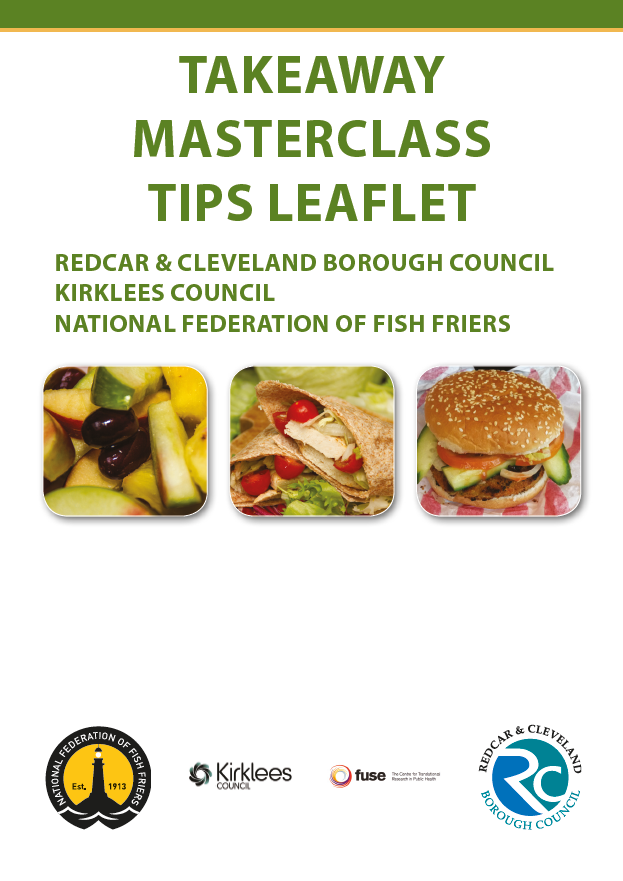 TAKEAWAY
MASTERCLASS
TIPS LEAFLET
REDCAR & CLEVELAND BOROUGH COUNCIL
KIRKLEES COUNCIL
NATIONAL FEDERATION OF FISH FRIERS
NATIONAL FEDERATION OF FISH FRIERS
Est. 1913
Kirklees
COUNCIL
fuse
The Centre for Translational
Research in Public Health
REDCAR & CLEVELAND
RC
BOROUGH COUNCIL